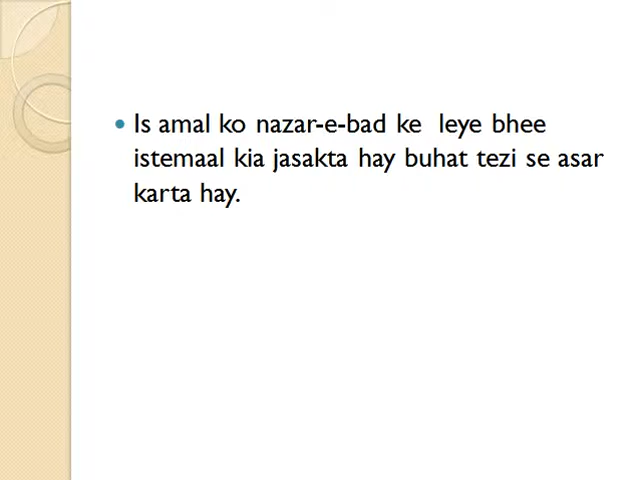 Is amal ko nazar-e-bad ke leye bhee
istemaal kia jasakta hay buhat tezi se asar
karta hay.